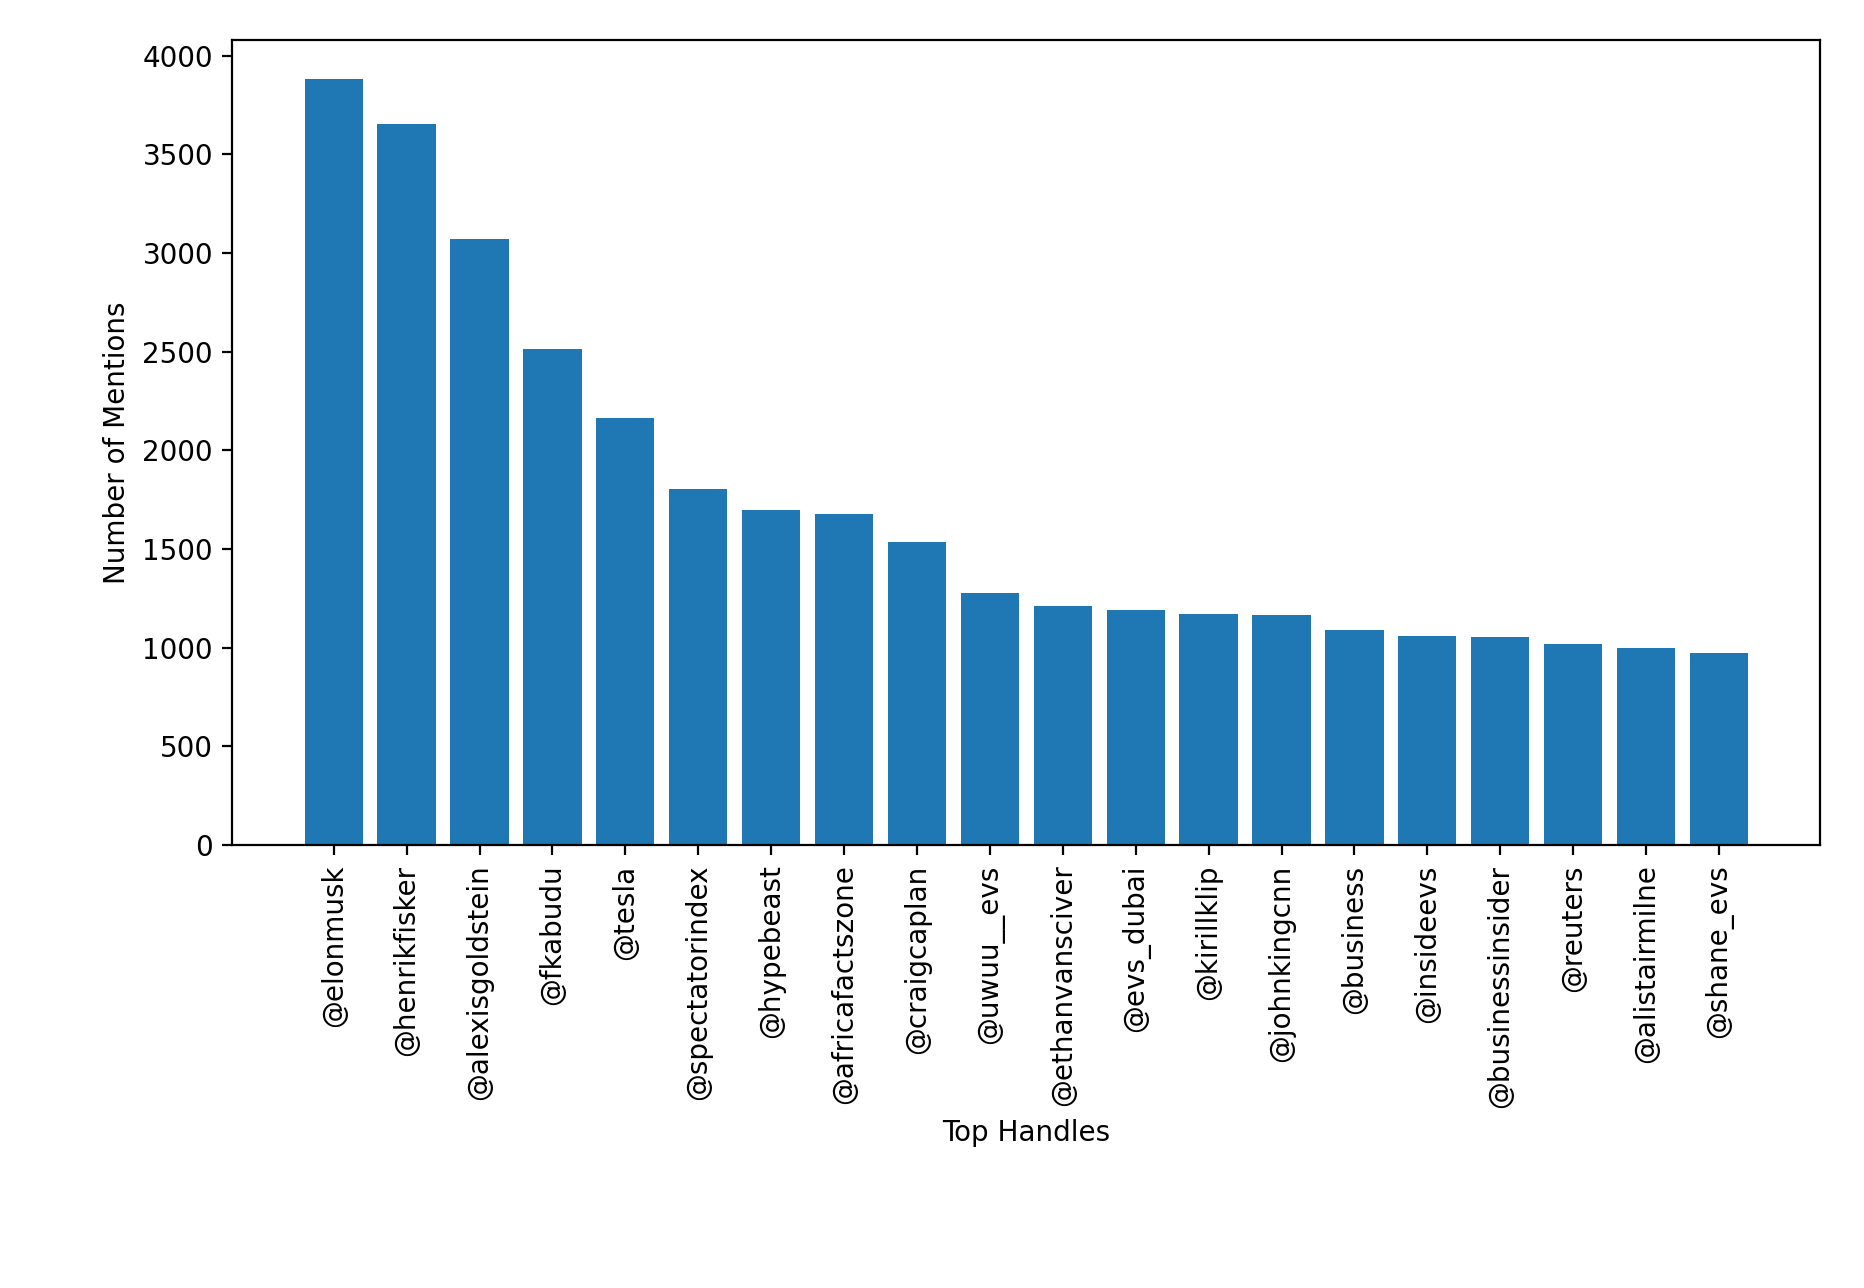 4000
3500
3000
2500
2000
1500
1000
500
0
Number of Mentions
@elonmusk
@henrikfisker
@alexisgoldstein
@fkabudu
@tesla
@spectatorindex
@hypebeast
@africafactszone
@craigcaplan
@uwuu__evs
@ethanvansciver
@evs_dubai
@kirillklip
@johnkingcnn
@business
@insideevs
@businessinsider
@reuters
@alistairmilne
@shane_evs
Top Handles